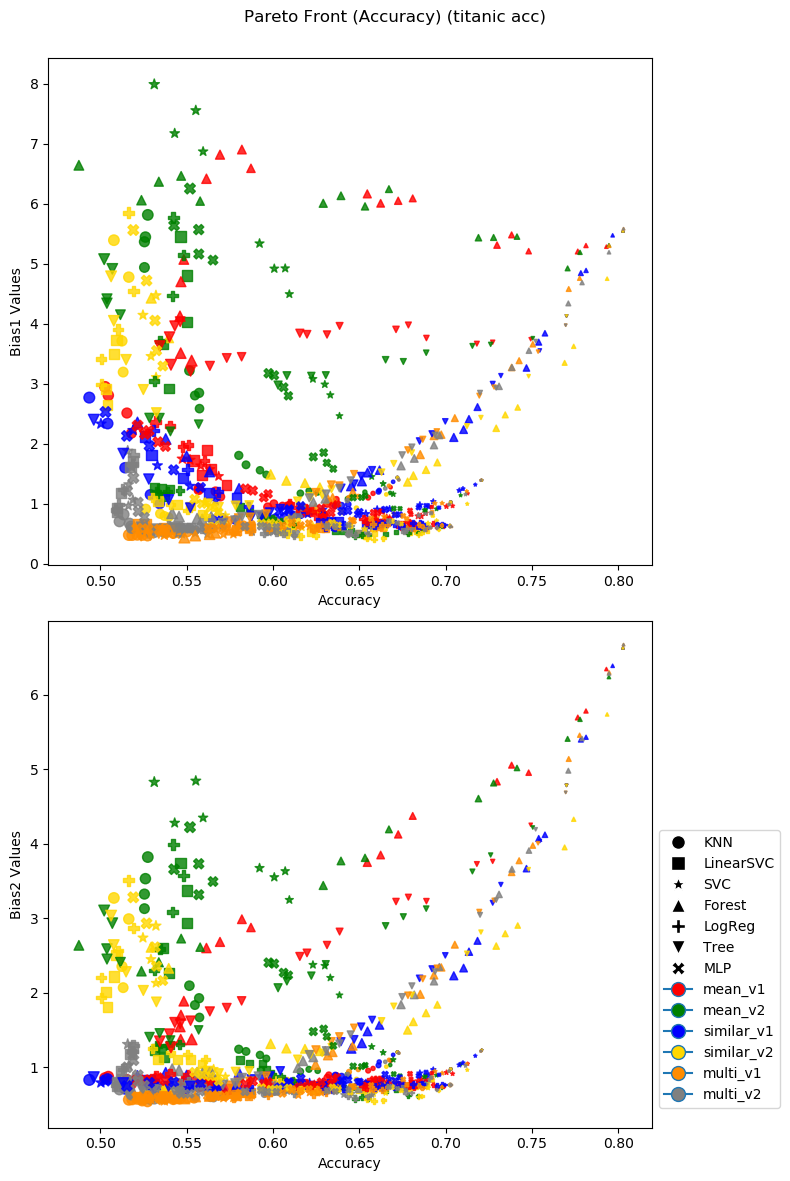 Pareto Front (Accuracy) (titanic acc)
8
7
6
5
4
3
2
1
0
Bias1 Values
0.50 0.55 0.60 0.65 0.70 0.75 0.80
Accuracy
6
5
4
3
2
1
Bias2 Values
0.50 0.55 0.60 0.65 0.70 0.75 0.80
Accuracy
KNN
LinearSVC
SVC
Forest
LogReg
Tree
MLP
mean_v1
mean_v2
similar_v1
similar_v2
multi_v1
multi_v2